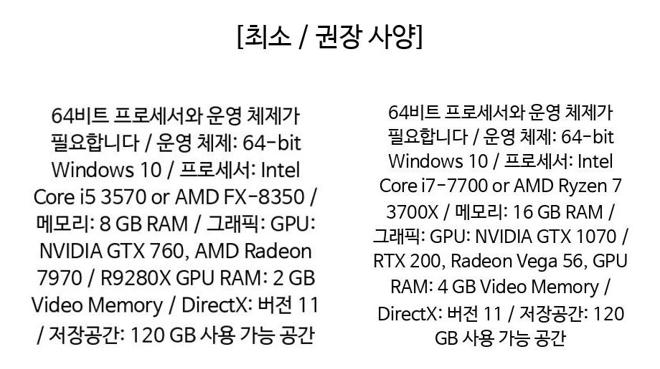 [최소 / 권장 사양]
64비트 프로세서와 운영 체제가
필요합니다 / 운영 체제: 64-bit
Windows 10 / 프로세서: Intel
Core i5 3570 or AMD FX-8350 /
메모리: 8 GB RAM / 그래픽: GPU:
NVIDIA GTX 760, AMD Radeon
7970 / R9280X GPU RAM: 2 GB
Video Memory / DirectX: 버전 11
/ 저장공간: 120 GB 사용 가능 공간
64비트 프로세서와 운영 체제가
필요합니다 / 운영 체제: 64-bit
Windows 10 / 프로세서: Intel
Core i7-7700 or AMD Ryzen 7
3700X / 메모리: 16 GB RAM /
그래픽: GPU: NVIDIA GTX 1070 /
RTX 200, Radeon Vega 56, GPU
RAM: 4 GB Video Memory /
DirectX: 버전 11 / 저장공간: 120
GB 사용 가능 공간